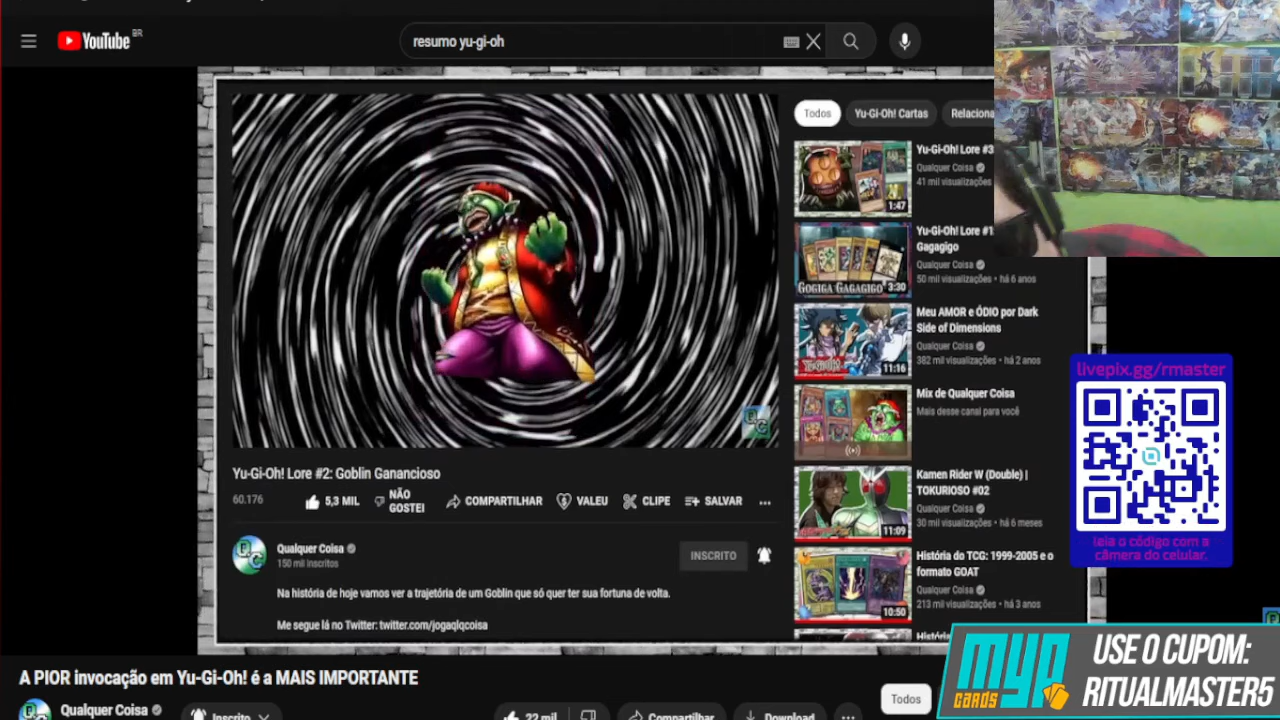 YouTube BR
resumo yu-gi-oh
Todos
Yu-Gi-Oh! Cartas
Relaciona
Yu-Gi-Oh! Lore #3
Qualquer Coisa
41 mil visualizações
1:47
Yu-Gi-Oh! Lore #1
Gagagigo
Qualquer Coisa
50 mil visualizações • há 6 anos
GOGIGA GAGAGIGO
3:30
Meu AMOR e ÓDIO por Dark
Side of Dimensions
Qualquer Coisa
382 mil visualizações • há 2 anos
11:16
Mix de Qualquer Coisa
Mais desse canal para você
Kamen Rider W (Double) |
TOKURIOSO #02
Qualquer Coisa
30 mil visualizações • há 6 meses
11:09
História do TCG: 1999-2005 e o
formato GOAT
Qualquer Coisa
213 mil visualizações • há 3 anos
10:50
Yu-Gi-Oh! Lore #2: Goblin Ganancioso
60.176
5,3 MIL
NÃO
GOSTEI
COMPARTILHAR
VALEU
CLIPE
SALVAR
Qualquer Coisa
150 mil inscritos
INSCRITO
Na história de hoje vamos ver a trajetória de um Goblin que só quer ter sua fortuna de volta.
Me segue lá no Twitter: twitter.com/jogaqlqcoisa
livepix.gg/rmaster
leia o código com a
câmera do celular.
A PIOR invocação em Yu-Gi-Oh! é a MAIS IMPORTANTE
Qualquer Coisa
Inscrito
22 mil
Compartilhar
Download
Todos
MYP
CARDS
USE O CUPOM:
RITUALMASTER5